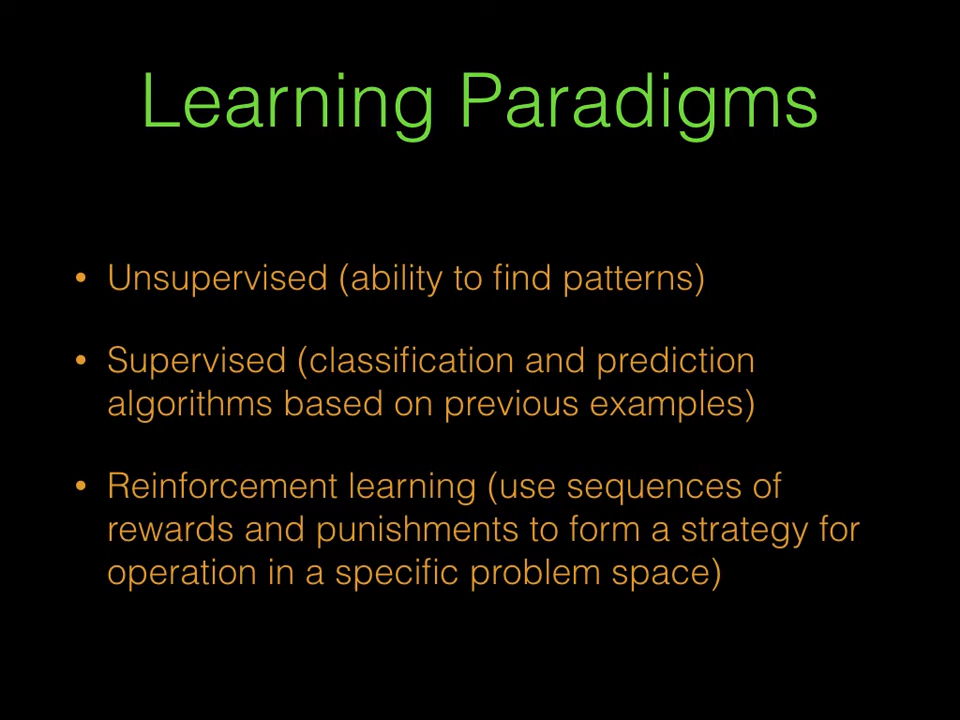 Learning Paradigms
• Unsupervised (ability to find patterns)
• Supervised (classification and prediction
algorithms based on previous examples)
• Reinforcement learning (use sequences of
rewards and punishments to form a strategy for
operation in a specific problem space)